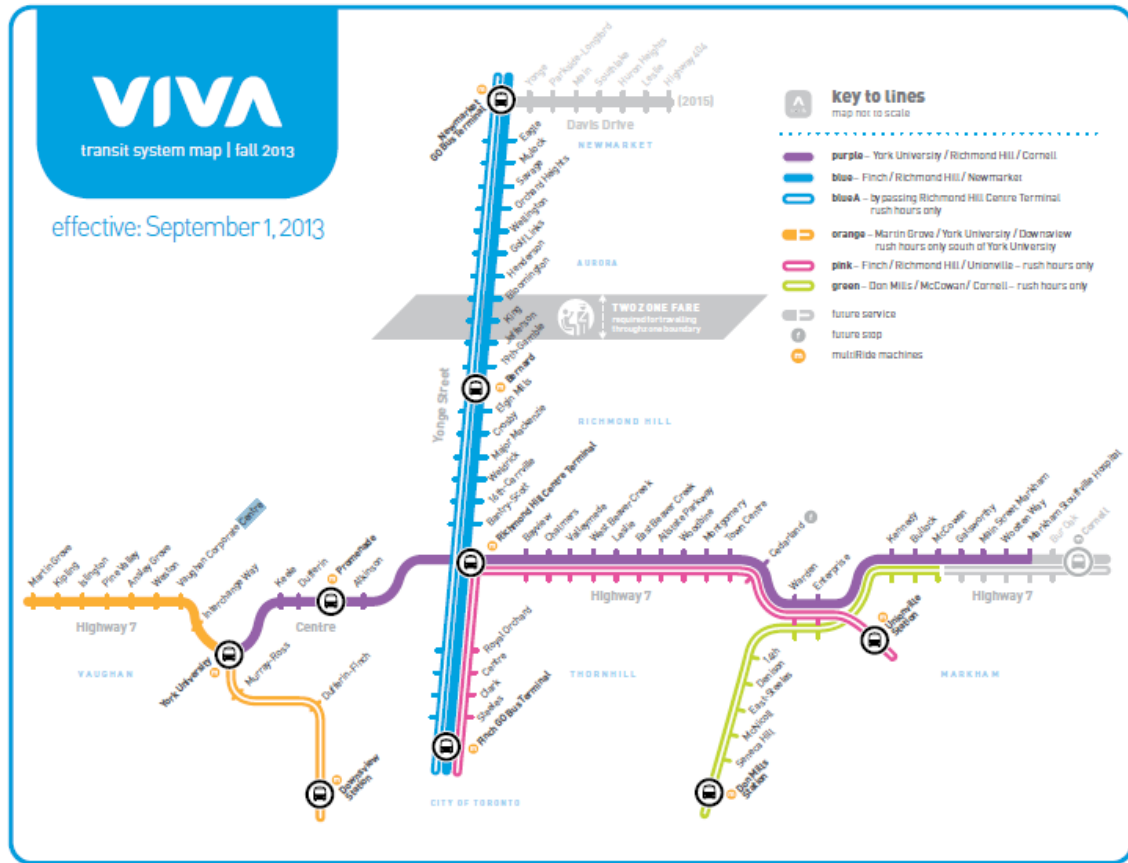 VIVA
transit system map | fall 2013
effective: September 1, 2013
key to lines
map not to scale
purple – York University / Richmond Hill / Cornell
blue – Finch / Richmond Hill / Newmarket
blueA – bypassing Richmond Hill Centre Terminal
rush hours only
orange – Martin Grove / York University / Downsview
rush hours only south of York University
pink – Finch / Richmond Hill / Unionville – rush hours only
green – Don Mills / McCowan / Cornell – rush hours only
future service
f
future stop
m
multiRide machines
Newmarket
GO Bus Terminal
Yonge
Parkside-Longford
Main
Southlake
Huron Heights
Leslie
Highway 404
(2015)
Davis Drive
NEWMARKET
Eagle
Mulock
Savage
Orchard Heights
Wellington
Golf Links
Henderson
Bloomington
King
Jefferson
19th-Gamble
Bernard
AURORA
TWO ZONE FARE
required for travelling
through zone boundary
Yonge Street
Elgin Mills
Crosby
Major Mackenzie
Weldrick
16th-Carrville
Bantry-Scott
Richmond Hill Centre Terminal
RICHMOND HILL
Martin Grove
Kipling
Islington
Pine Valley
Ansley Grove
Weston
Vaughan Corporate Centre
Interchange Way
Highway 7
VAUGHAN
York University
Keele
Dufferin
Promenade
Atkinson
Centre
Murray-Ross
Dufferin-Finch
Downsview
Station
Bayview
Chalmers
Valleymede
West Beaver Creek
Leslie
East Beaver Creek
Allstate Parkway
Woodbine
Montgomery
Town Centre
Cedarland
f
Highway 7
Warden
Enterprise
Kennedy
Bullock
McCowan
Galsworthy
Main Street Markham
Wootten Way
Markham Stouffville Hospital
Bur Oak
Cornell
Highway 7
Unionville
Station
MARKHAM
Royal Orchard
Centre
Clark
Steeles
Finch GO Bus Terminal
THORNHILL
CITY OF TORONTO
14th
Denison
East-Steeles
McNicoll
Seneca Hill
Don Mills
Station